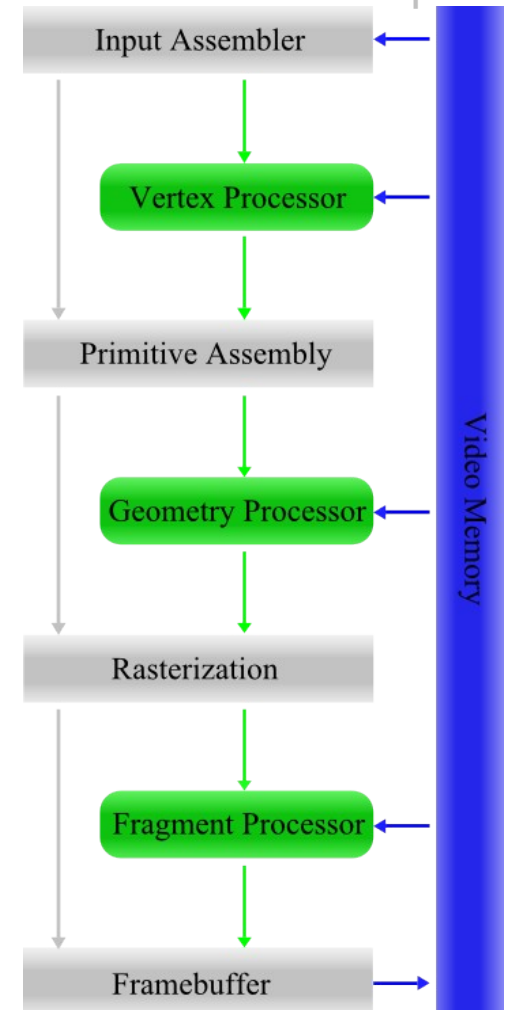 Input Assembler
Vertex Processor
Primitive Assembly
Geometry Processor
Video Memory
Rasterization
Fragment Processor
Framebuffer